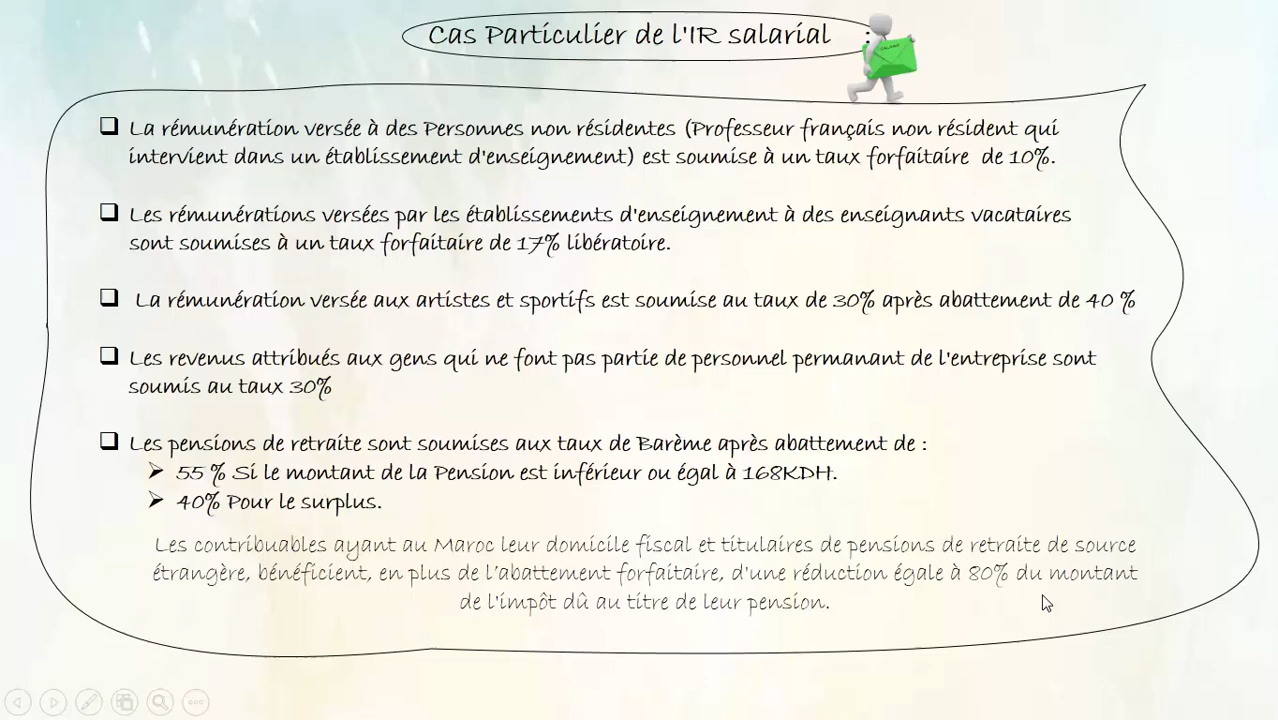 Cas Particulier de l'IR salarial :
La rémunération versée à des Personnes non résidentes (Professeur français non résident qui
intervient dans un établissement d'enseignement) est soumise à un taux forfaitaire de 10%.
Les rémunérations versées par les établissements d'enseignement à des enseignants vacataires
sont soumises à un taux forfaitaire de 17% libératoire.
La rémunération versée aux artistes et sportifs est soumise au taux de 30% après abattement de 40 %
Les revenus attribués aux gens qui ne font pas partie de personnel permanant de l'entreprise sont
soumis au taux 30%
Les pensions de retraite sont soumises aux taux de Barème après abattement de :
55 % Si le montant de la Pension est inférieur ou égal à 168KDH.
40% Pour le surplus.
Les contribuables ayant au Maroc leur domicile fiscal et titulaires de pensions de retraite de source
étrangère, bénéficient, en plus de l'abattement forfaitaire, d'une réduction égale à 80% du montant
de l'impôt dû au titre de leur pension.